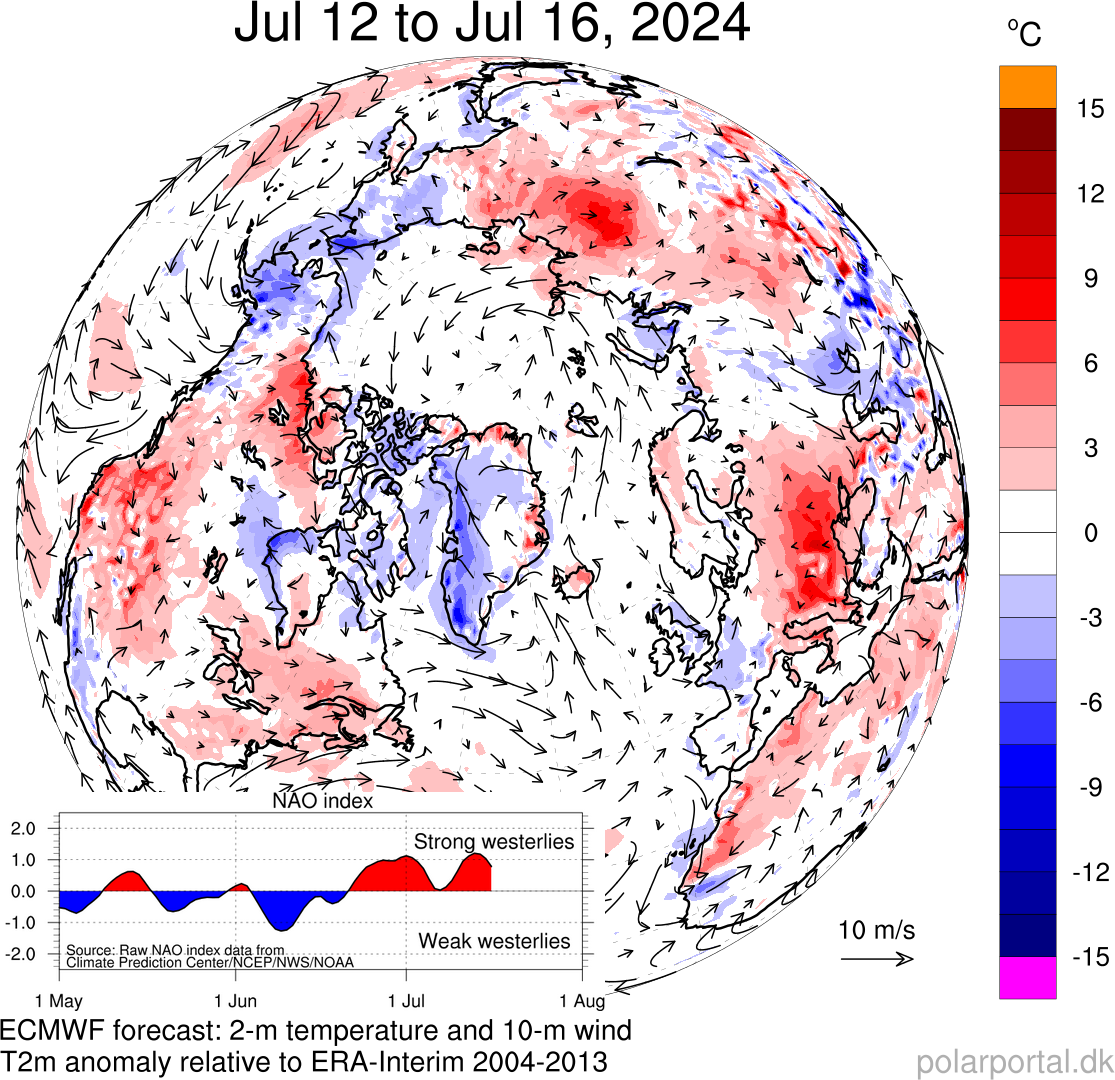 Jul 12 to Jul 16, 2024
°C
15
12
9
6
3
0
-3
-6
-9
-12
-15
NAO index
2.0
1.0
0.0
-1.0
-2.0
Strong westerlies
Weak westerlies
Source: Raw NAO index data from
Climate Prediction Center/NCEP/NWS/NOAA
1 May
1 Jun
1 Jul
1 Aug
10 m/s
ECMWF forecast: 2-m temperature and 10-m wind
T2m anomaly relative to ERA-Interim 2004-2013
polarportal.dk